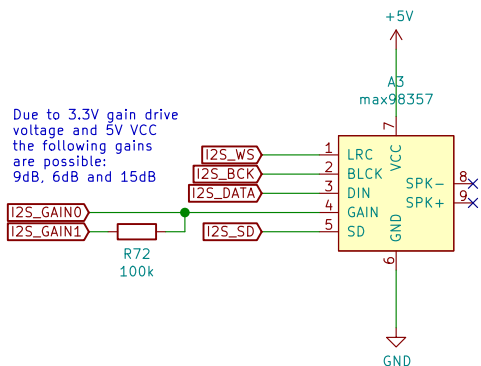 +5V
A3
max98357
Due to 3.3V gain drive
voltage and 5V VCC
the following gains
are possible:
9dB, 6dB and 15dB
7
VCC
I2S_WS 1 LRC
I2S_BCK 2 BLCK
I2S_DATA 3 DIN
SPK- 8
SPK+ 9
I2S_GAIN0 4 GAIN
I2S_GAIN1
R72
100k
I2S_SD 5 SD
GND
6
GND